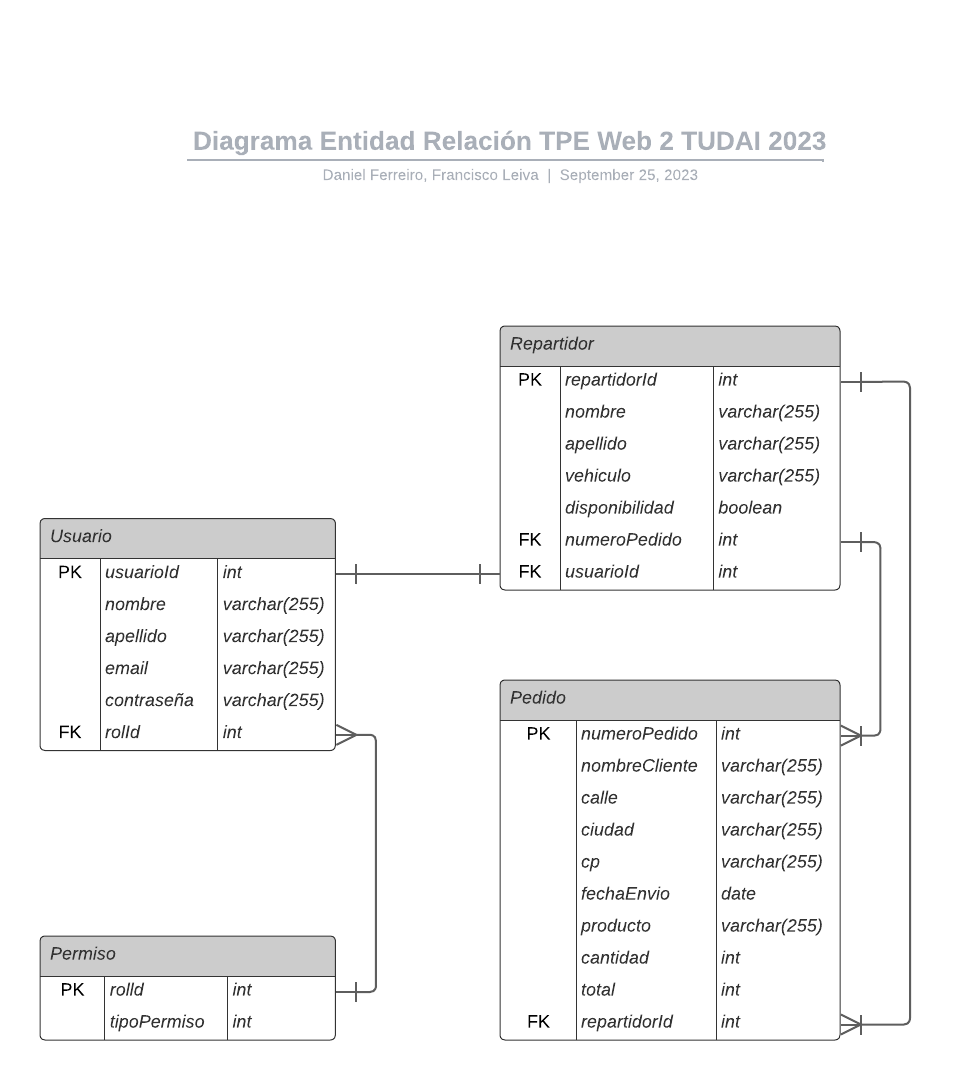 Diagrama Entidad Relación TPE Web 2 TUDAI 2023
Daniel Ferreiro, Francisco Leiva | September 25, 2023
Repartidor
PK repartidorId int
nombre varchar(255)
apellido varchar(255)
vehiculo varchar(255)
disponibilidad boolean
FK numeroPedido int
FK usuarioId int
Usuario
PK usuarioId int
nombre varchar(255)
apellido varchar(255)
email varchar(255)
contraseña varchar(255)
FK rolId int
Pedido
PK numeroPedido int
nombreCliente varchar(255)
calle varchar(255)
ciudad varchar(255)
cp varchar(255)
fechaEnvio date
producto varchar(255)
cantidad int
total int
FK repartidorId int
Permiso
PK rolId int
tipoPermiso int